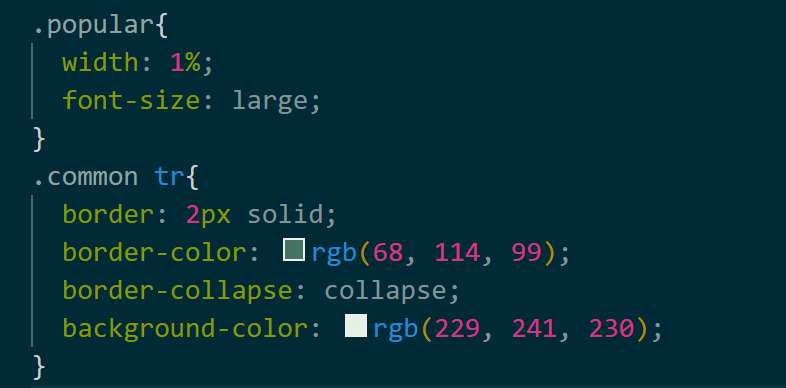 .popular{
width: 1%;
font-size: large;
}
.common tr{
border: 2px solid;
border-color: rgb(68, 114, 99);
border-collapse: collapse;
background-color: rgb(229, 241, 230);
}